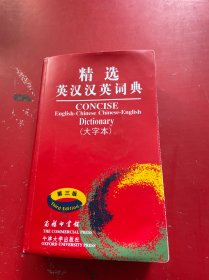 精选
英汉汉英词典
CONCISE
English-Chinese Chinese-English
Dictionary
(大字本)
第三版
Third Edition
商务印书馆
THE COMMERCIAL PRESS
牛津大学出版社
OXFORD UNIVERSITY PRESS